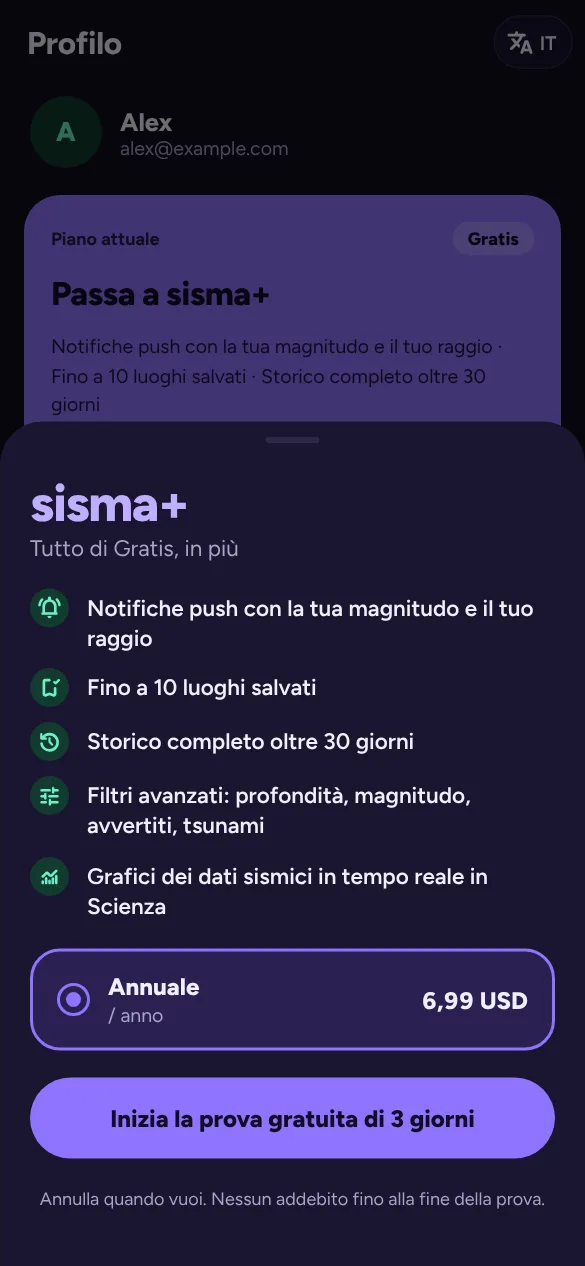 Profilo
IT
A
Alex
alex@example.com
Piano attuale
Gratis
Passa a sisma+
Notifiche push con la tua magnitudo e il tuo raggio ·
Fino a 10 luoghi salvati · Storico completo oltre 30
giorni
sisma+
Tutto di Gratis, in più
Notifiche push con la tua magnitudo e il tuo
raggio
Fino a 10 luoghi salvati
Storico completo oltre 30 giorni
Filtri avanzati: profondità, magnitudo,
avvertiti, tsunami
Grafici dei dati sismici in tempo reale in
Scienza
Annuale
/ anno
6,99 USD
Inizia la prova gratuita di 3 giorni
Annulla quando vuoi. Nessun addebito fino alla fine della prova.